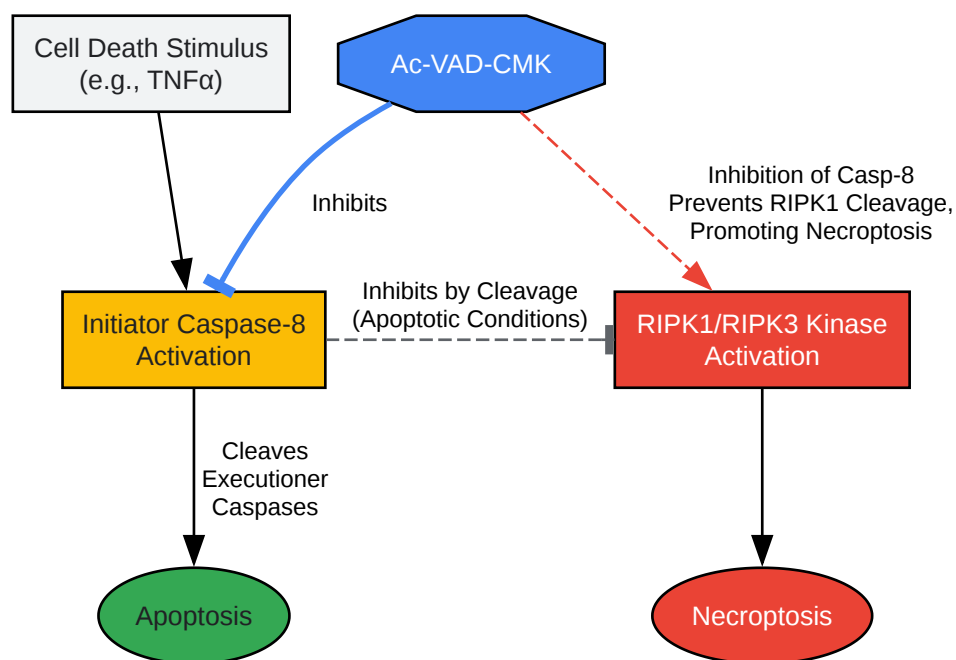 Cell Death Stimulus
(e.g., TNFα)
Ac-VAD-CMK
Inhibits
Inhibition of Casp-8
Prevents RIPK1 Cleavage,
Promoting Necroptosis
Initiator Caspase-8
Activation
Inhibits by Cleavage
(Apoptotic Conditions)
RIPK1/RIPK3 Kinase
Activation
Cleaves
Executioner
Caspases
Apoptosis
Necroptosis